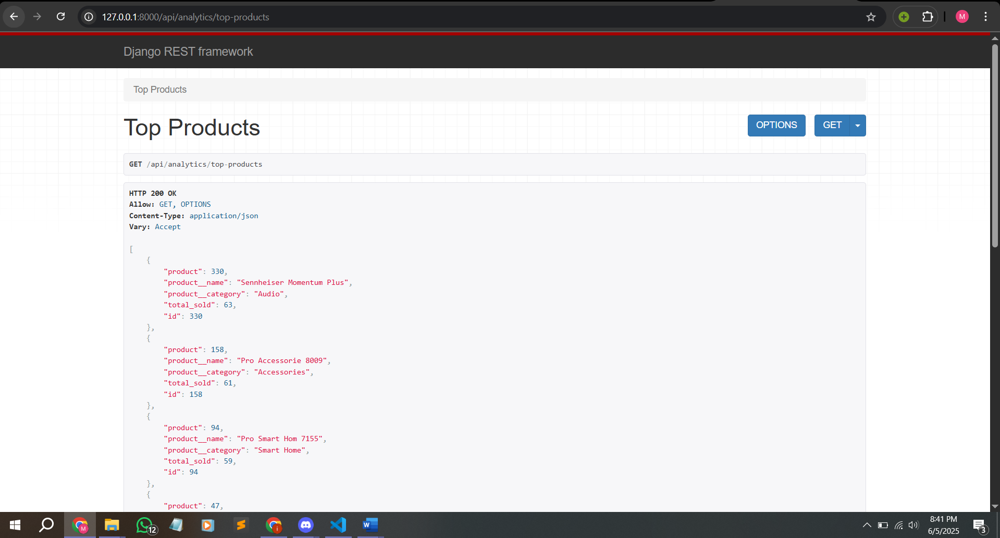 127.0.0.1:8000/api/analytics/top-products
M
Django REST framework
Top Products
Top Products
OPTIONS
GET
GET /api/analytics/top-products
HTTP 200 OK
Allow: GET, OPTIONS
Content-Type: application/json
Vary: Accept
[
    {
        "product": 330,
        "product__name": "Sennheiser Momentum Plus",
        "product__category": "Audio",
        "total_sold": 63,
        "id": 330
    },
    {
        "product": 158,
        "product__name": "Pro Accessorie 8009",
        "product__category": "Accessories",
        "total_sold": 61,
        "id": 158
    },
    {
        "product": 94,
        "product__name": "Pro Smart Hom 7155",
        "product__category": "Smart Home",
        "total_sold": 59,
        "id": 94
    },
    {
        "product": 47,
M
12
i
W
8:41 PM
6/5/2025
3